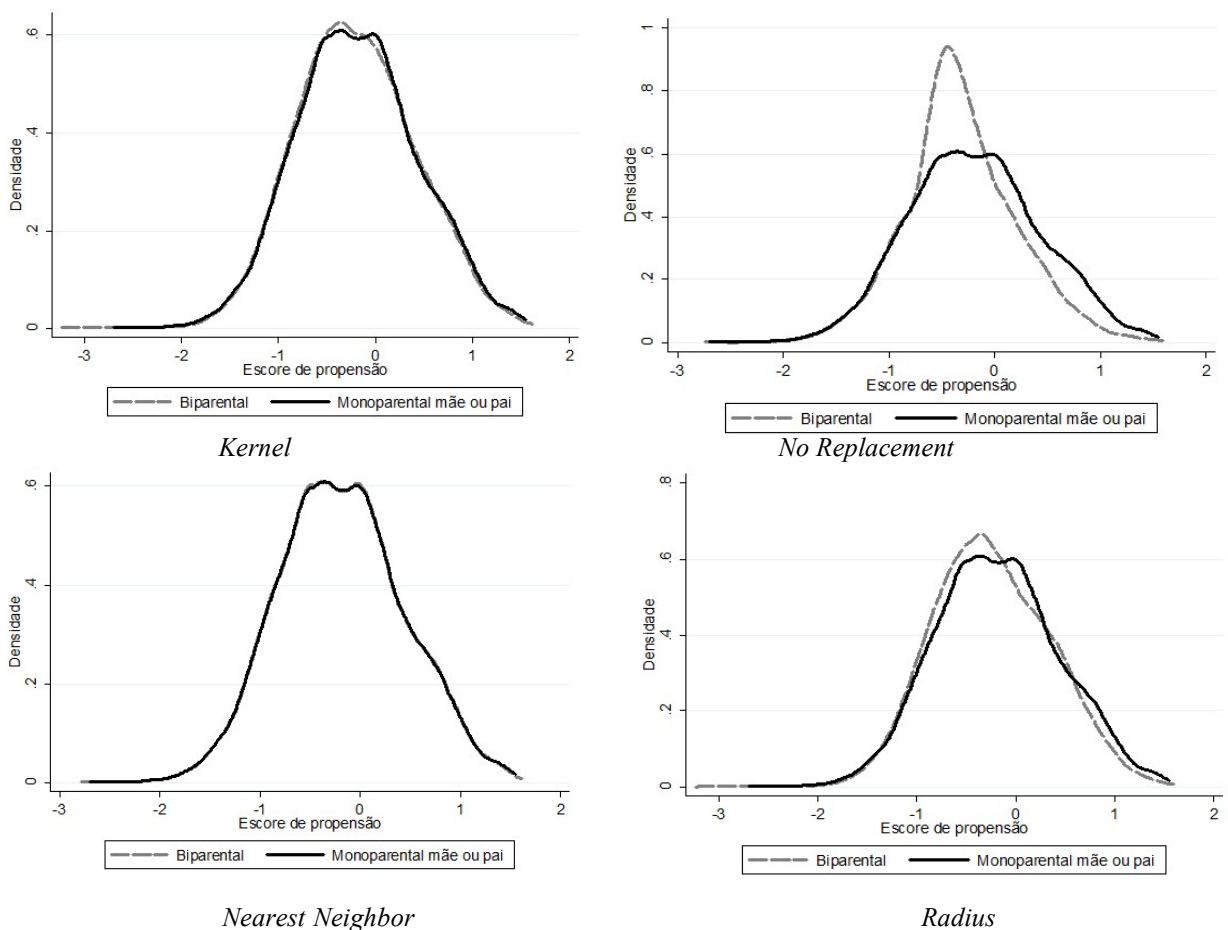 Densidade
.6
.4
.2
0
-3 -2 -1 0 1 2
Escore de propensão
Biparental Monoparental mãe ou pai
Kernel
Densidade
1
.8
.6
.4
.2
0
-3 -2 -1 0 1 2
Escore de propensão
Biparental Monoparental mãe ou pai
No Replacement
Densidade
.6
.4
.2
0
-3 -2 -1 0 1 2
Escore de propensão
Biparental Monoparental mãe ou pai
Nearest Neighbor
Densidade
.8
.6
.4
.2
0
-3 -2 -1 0 1 2
Escore de propensão
Biparental Monoparental mãe ou pai
Radius